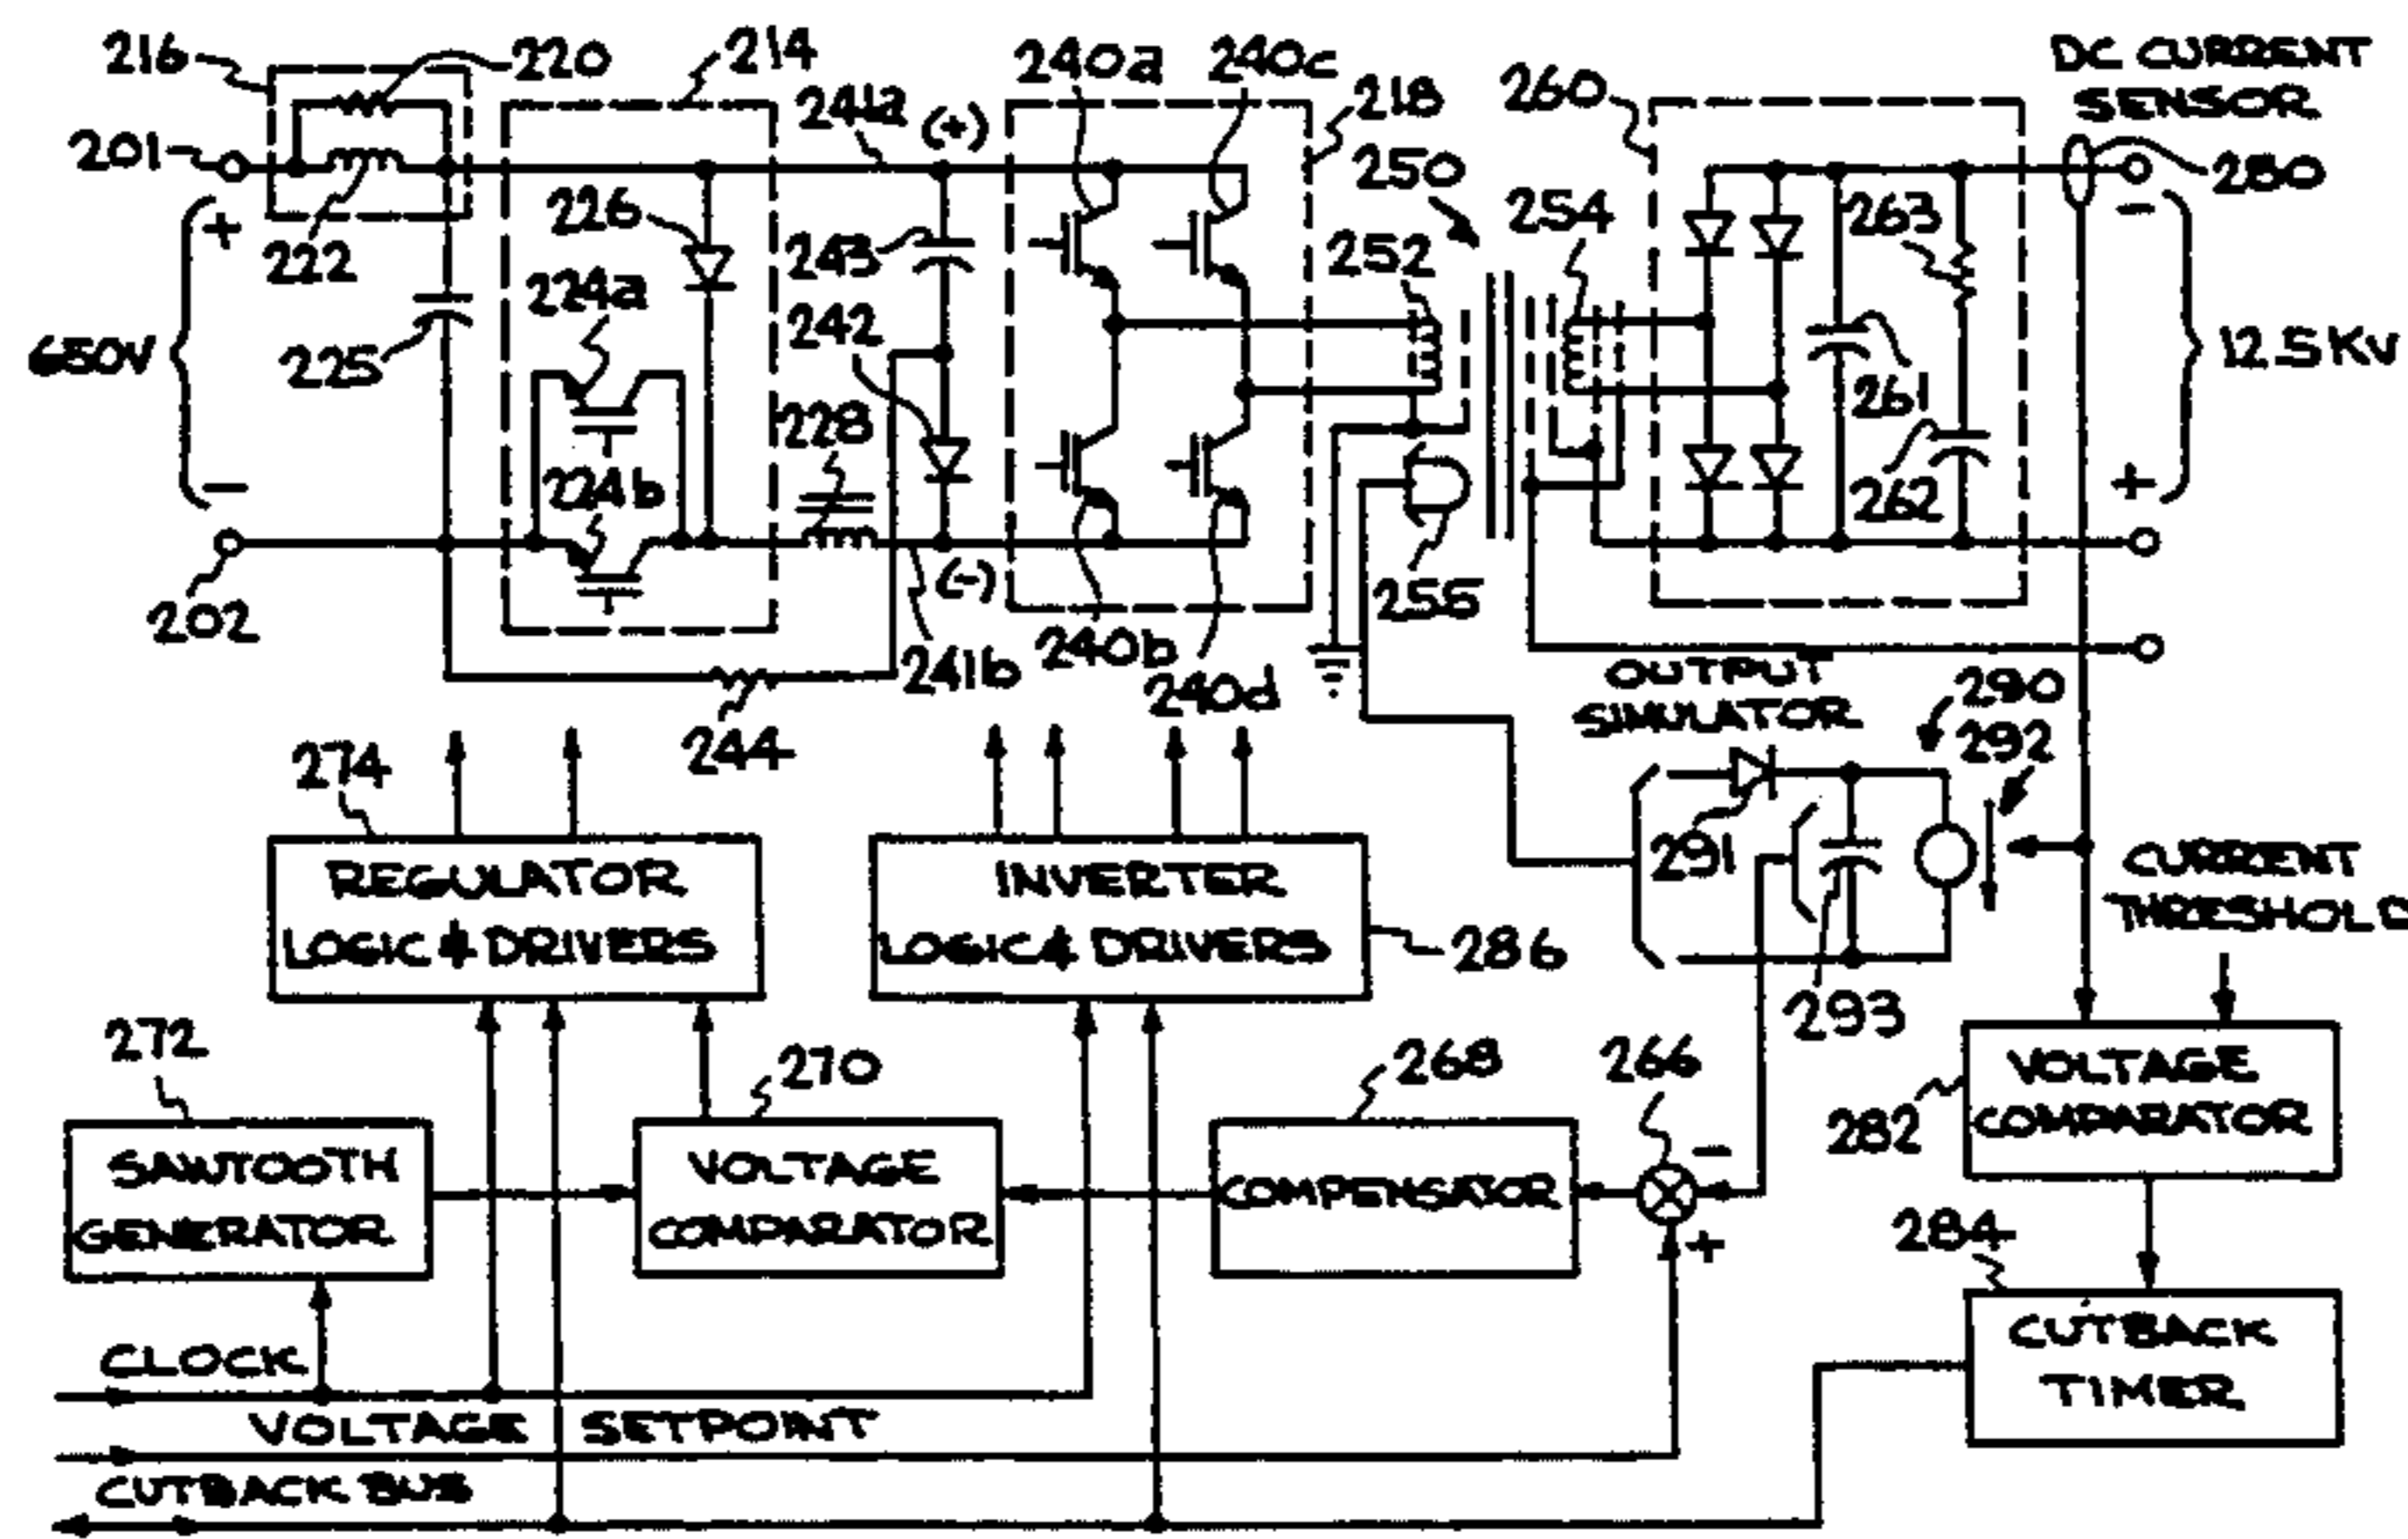 216
220
214
240a
240c
218
260
DC CURRENT
SENSOR
201
241a
(+)
250
280
+
222
226
243
252
254
263
-
650V
225
224a
242
261
12.5Kv
224b
228
262
+
-
202
(-)
255
241b
240b
240d
244
OUTPUT
SIMULATOR
290
292
274
291
CURRENT
THRESHOLD
REGULATOR
LOGIC & DRIVERS
INVERTER
LOGIC & DRIVERS
286
293
272
270
268
266
-
VOLTAGE
COMPARATOR
282
SAWTOOTH
GENERATOR
VOLTAGE
COMPARATOR
COMPENSATOR
+
284
CUTBACK
TIMER
CLOCK
VOLTAGE SETPOINT
CUTBACK BUS